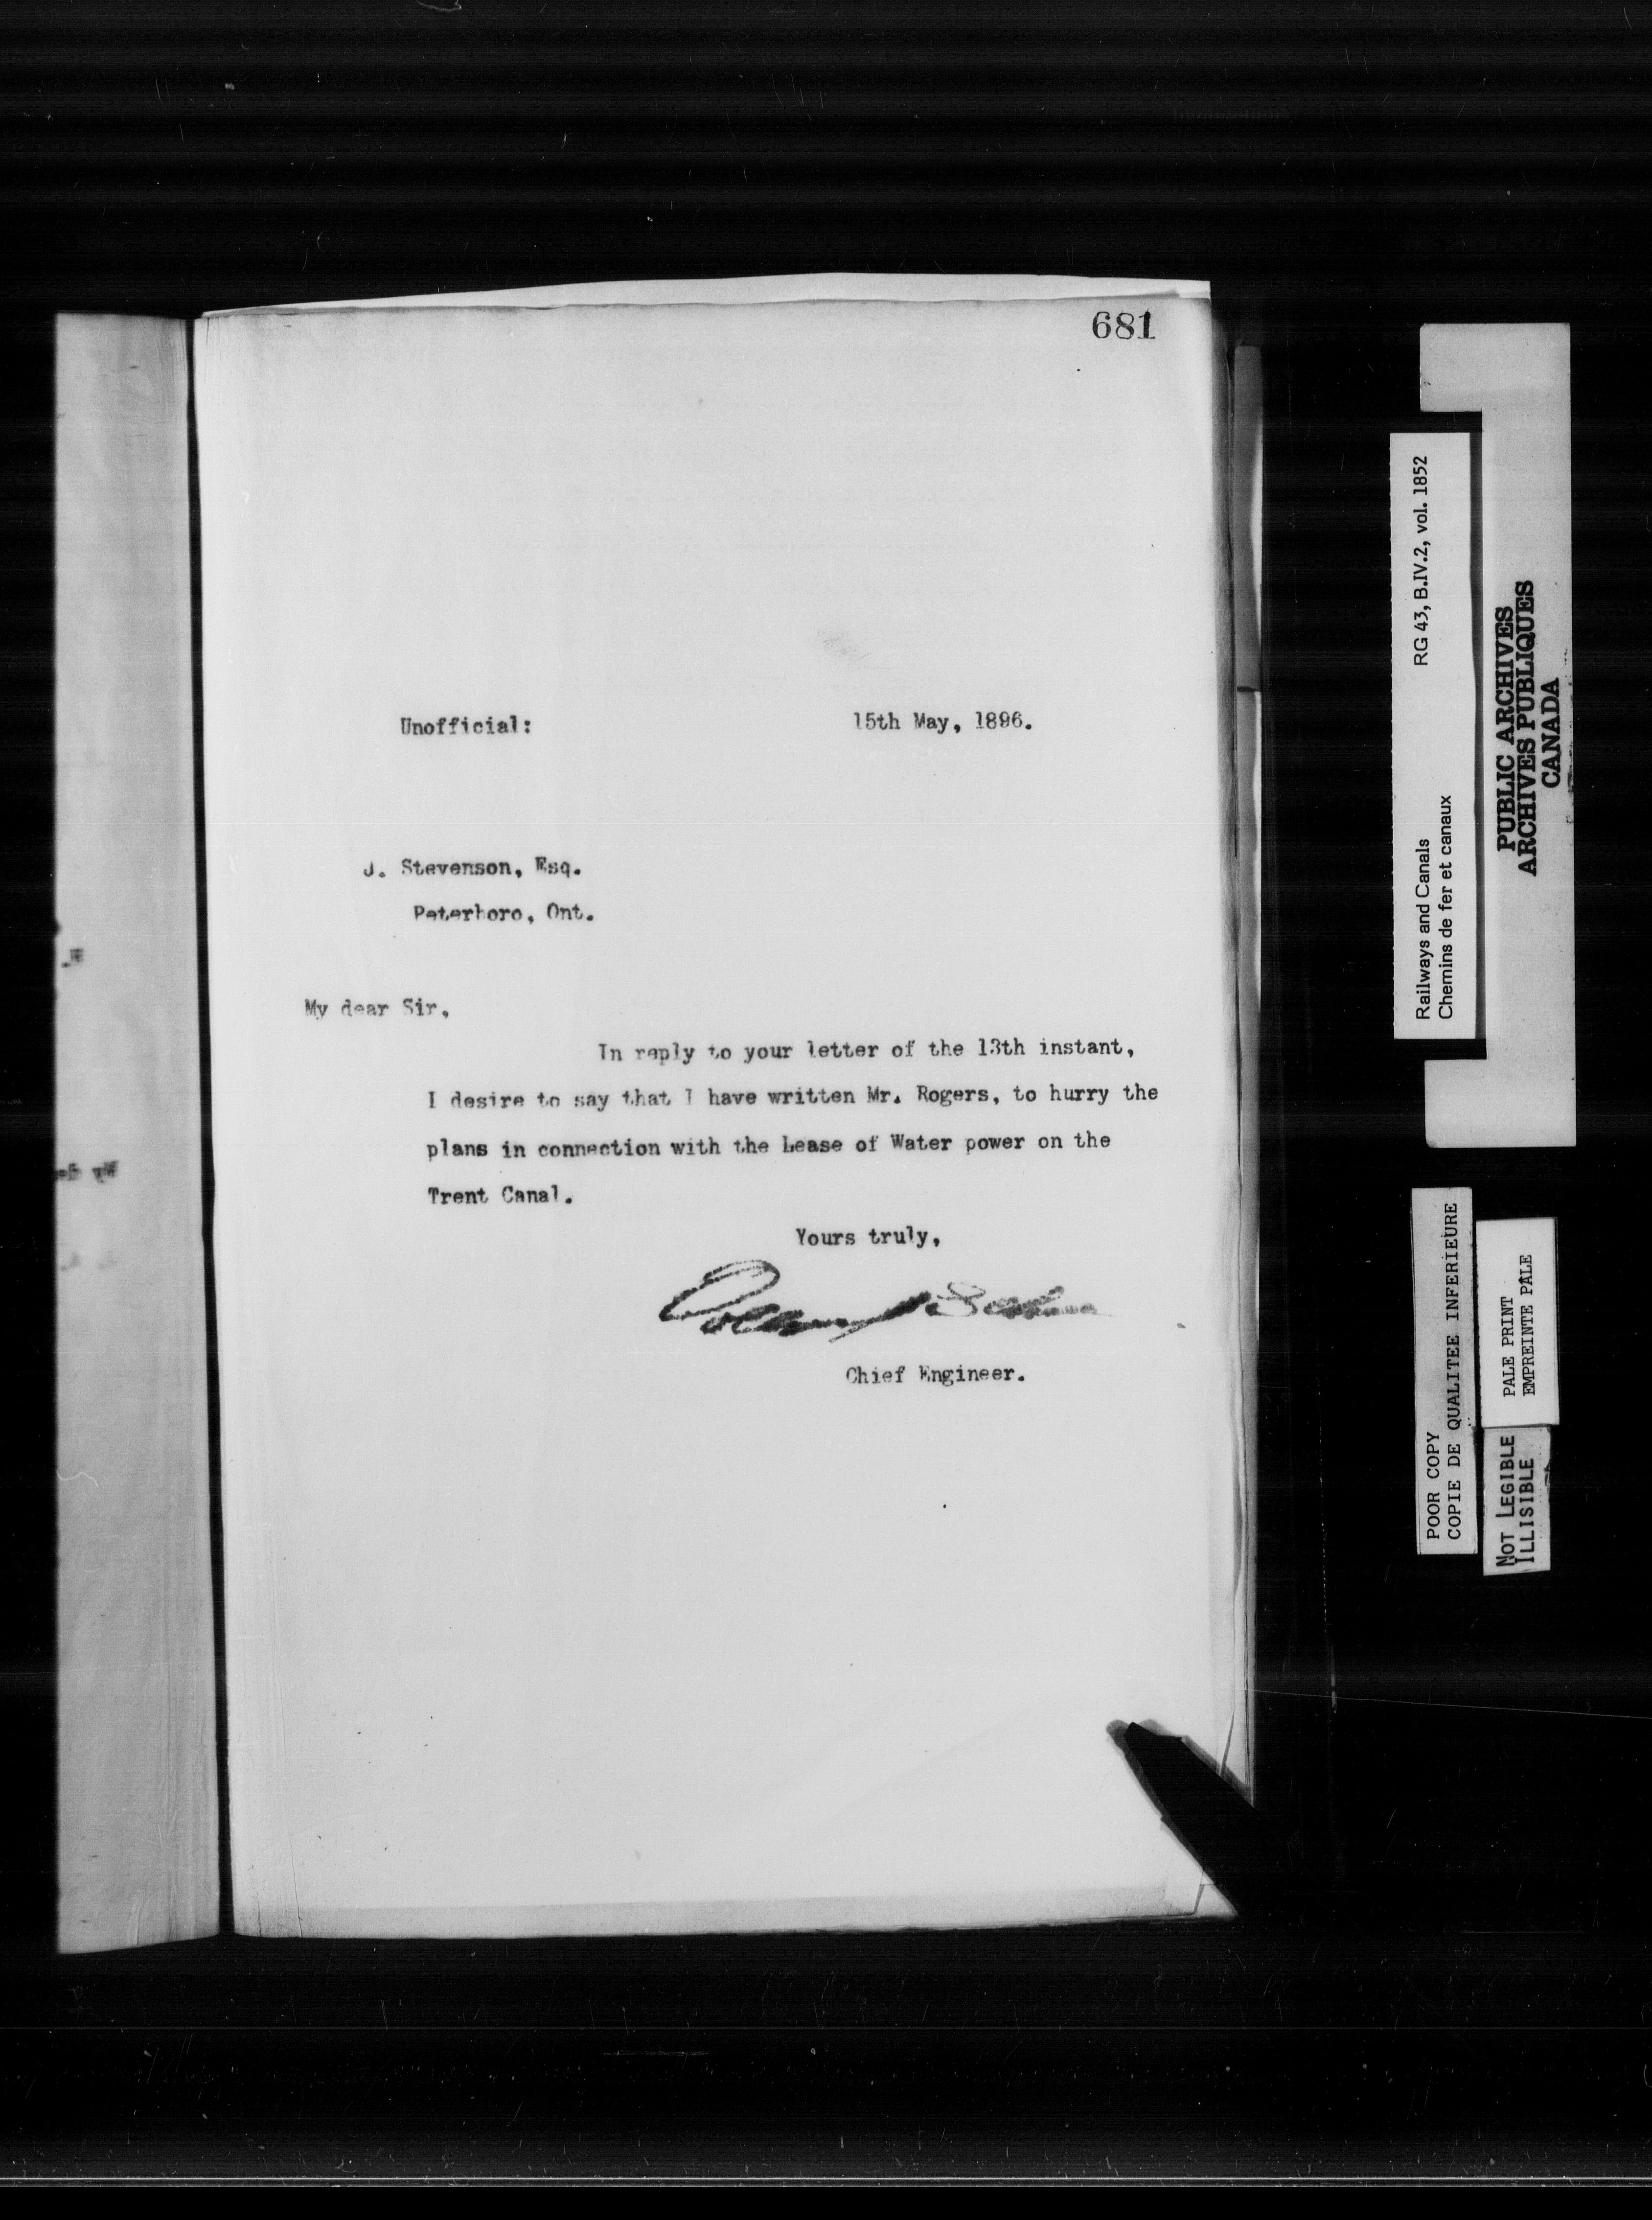 681
Unofficial: 15th May, 1896.
J. Stevenson, Esq.
Peterboro, Ont.
My dear Sir,
In reply to your letter of the 13th instant,
I desire to say that I have written Mr. Rogers, to hurry the
plans in connection with the Lease of Water power on the
Trent Canal.
Yours truly,
Chief Engineer.
Railways and Canals RG 43, B.IV.2, vol. 1852
Chemins de fer et canaux
PUBLIC ARCHIVES
ARCHIVES PUBLIQUES
CANADA
POOR COPY
COPIE DE QUALITEE INFERIEURE
PALE PRINT
EMPREINTE PÂLE
NOT LEGIBLE
ILLISIBLE